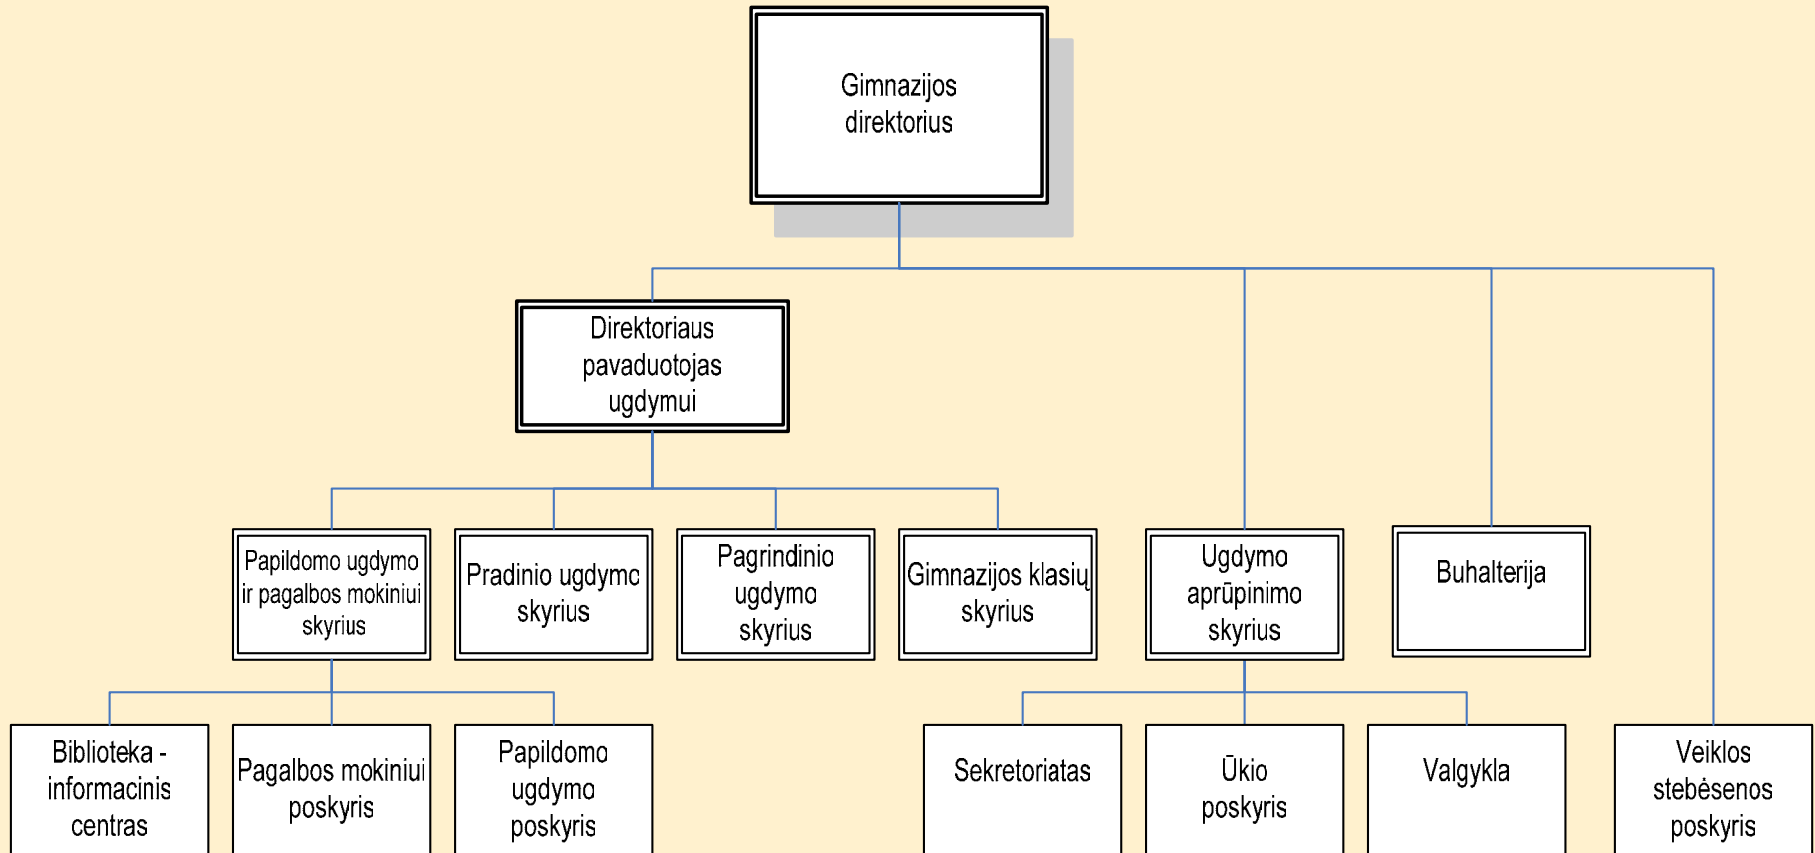 Gimnazijos
direktorius
Direktoriaus
pavaduotojas
ugdymui
Papildomo ugdymo
ir pagalbos mokiniui
skyrius
Pradinio ugdymo
skyrius
Pagrindinio
ugdymo
skyrius
Gimnazijos klasių
skyrius
Ugdymo
aprūpinimo
skyrius
Buhalterija
Biblioteka -
informacinis
centras
Pagalbos mokiniui
poskyris
Papildomo
ugdymo
poskyris
Sekretoriatas
Ūkio
poskyris
Valgykla
Veiklos
stebėsenos
poskyris